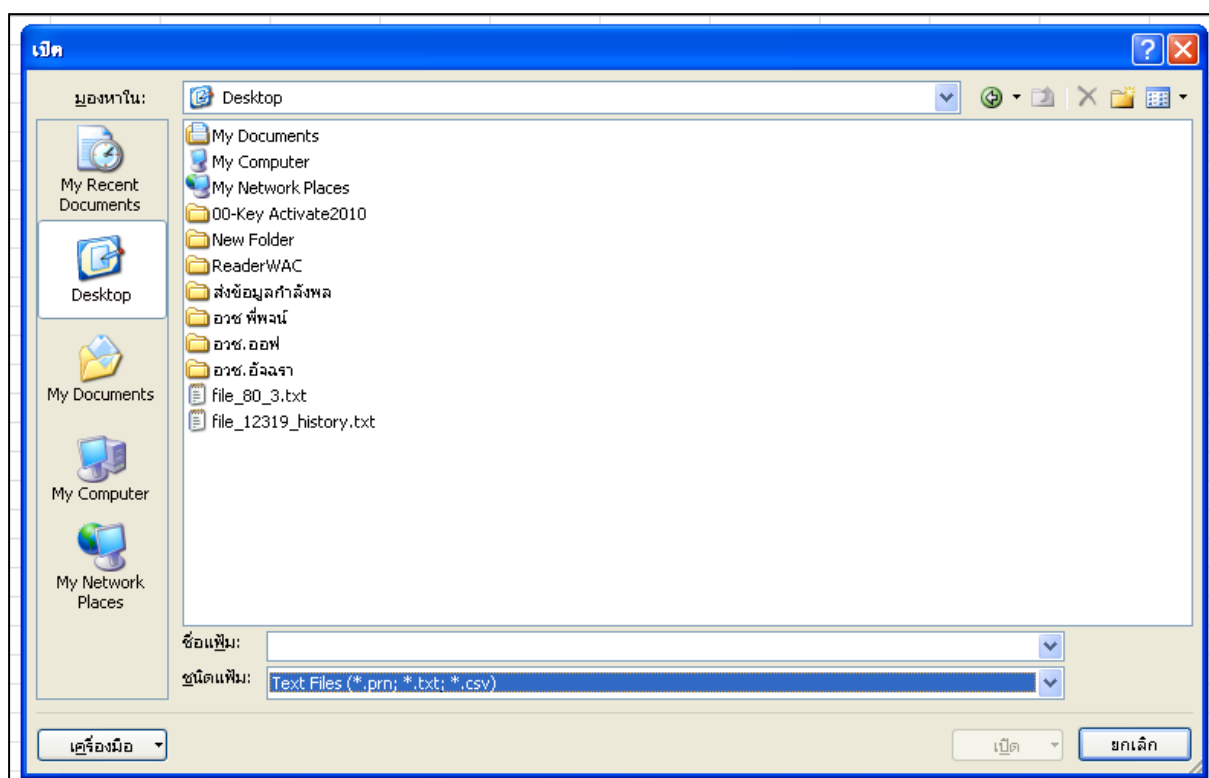 เปิด
มองหาใน:
Desktop
My Recent
Documents
Desktop
My Documents
My Computer
My Network
Places
My Documents
My Computer
My Network Places
00-Key Activate2010
New Folder
ReaderWAC
ส่งข้อมูลกำลังพล
อวช พี่พจน์
อวช.ออฟ
อวช.อัจฉรา
file_80_3.txt
file_12319_history.txt
ชื่อแฟ้ม:
ชนิดแฟ้ม:
Text Files (*.prn; *.txt; *.csv)
เครื่องมือ
เปิด
ยกเลิก